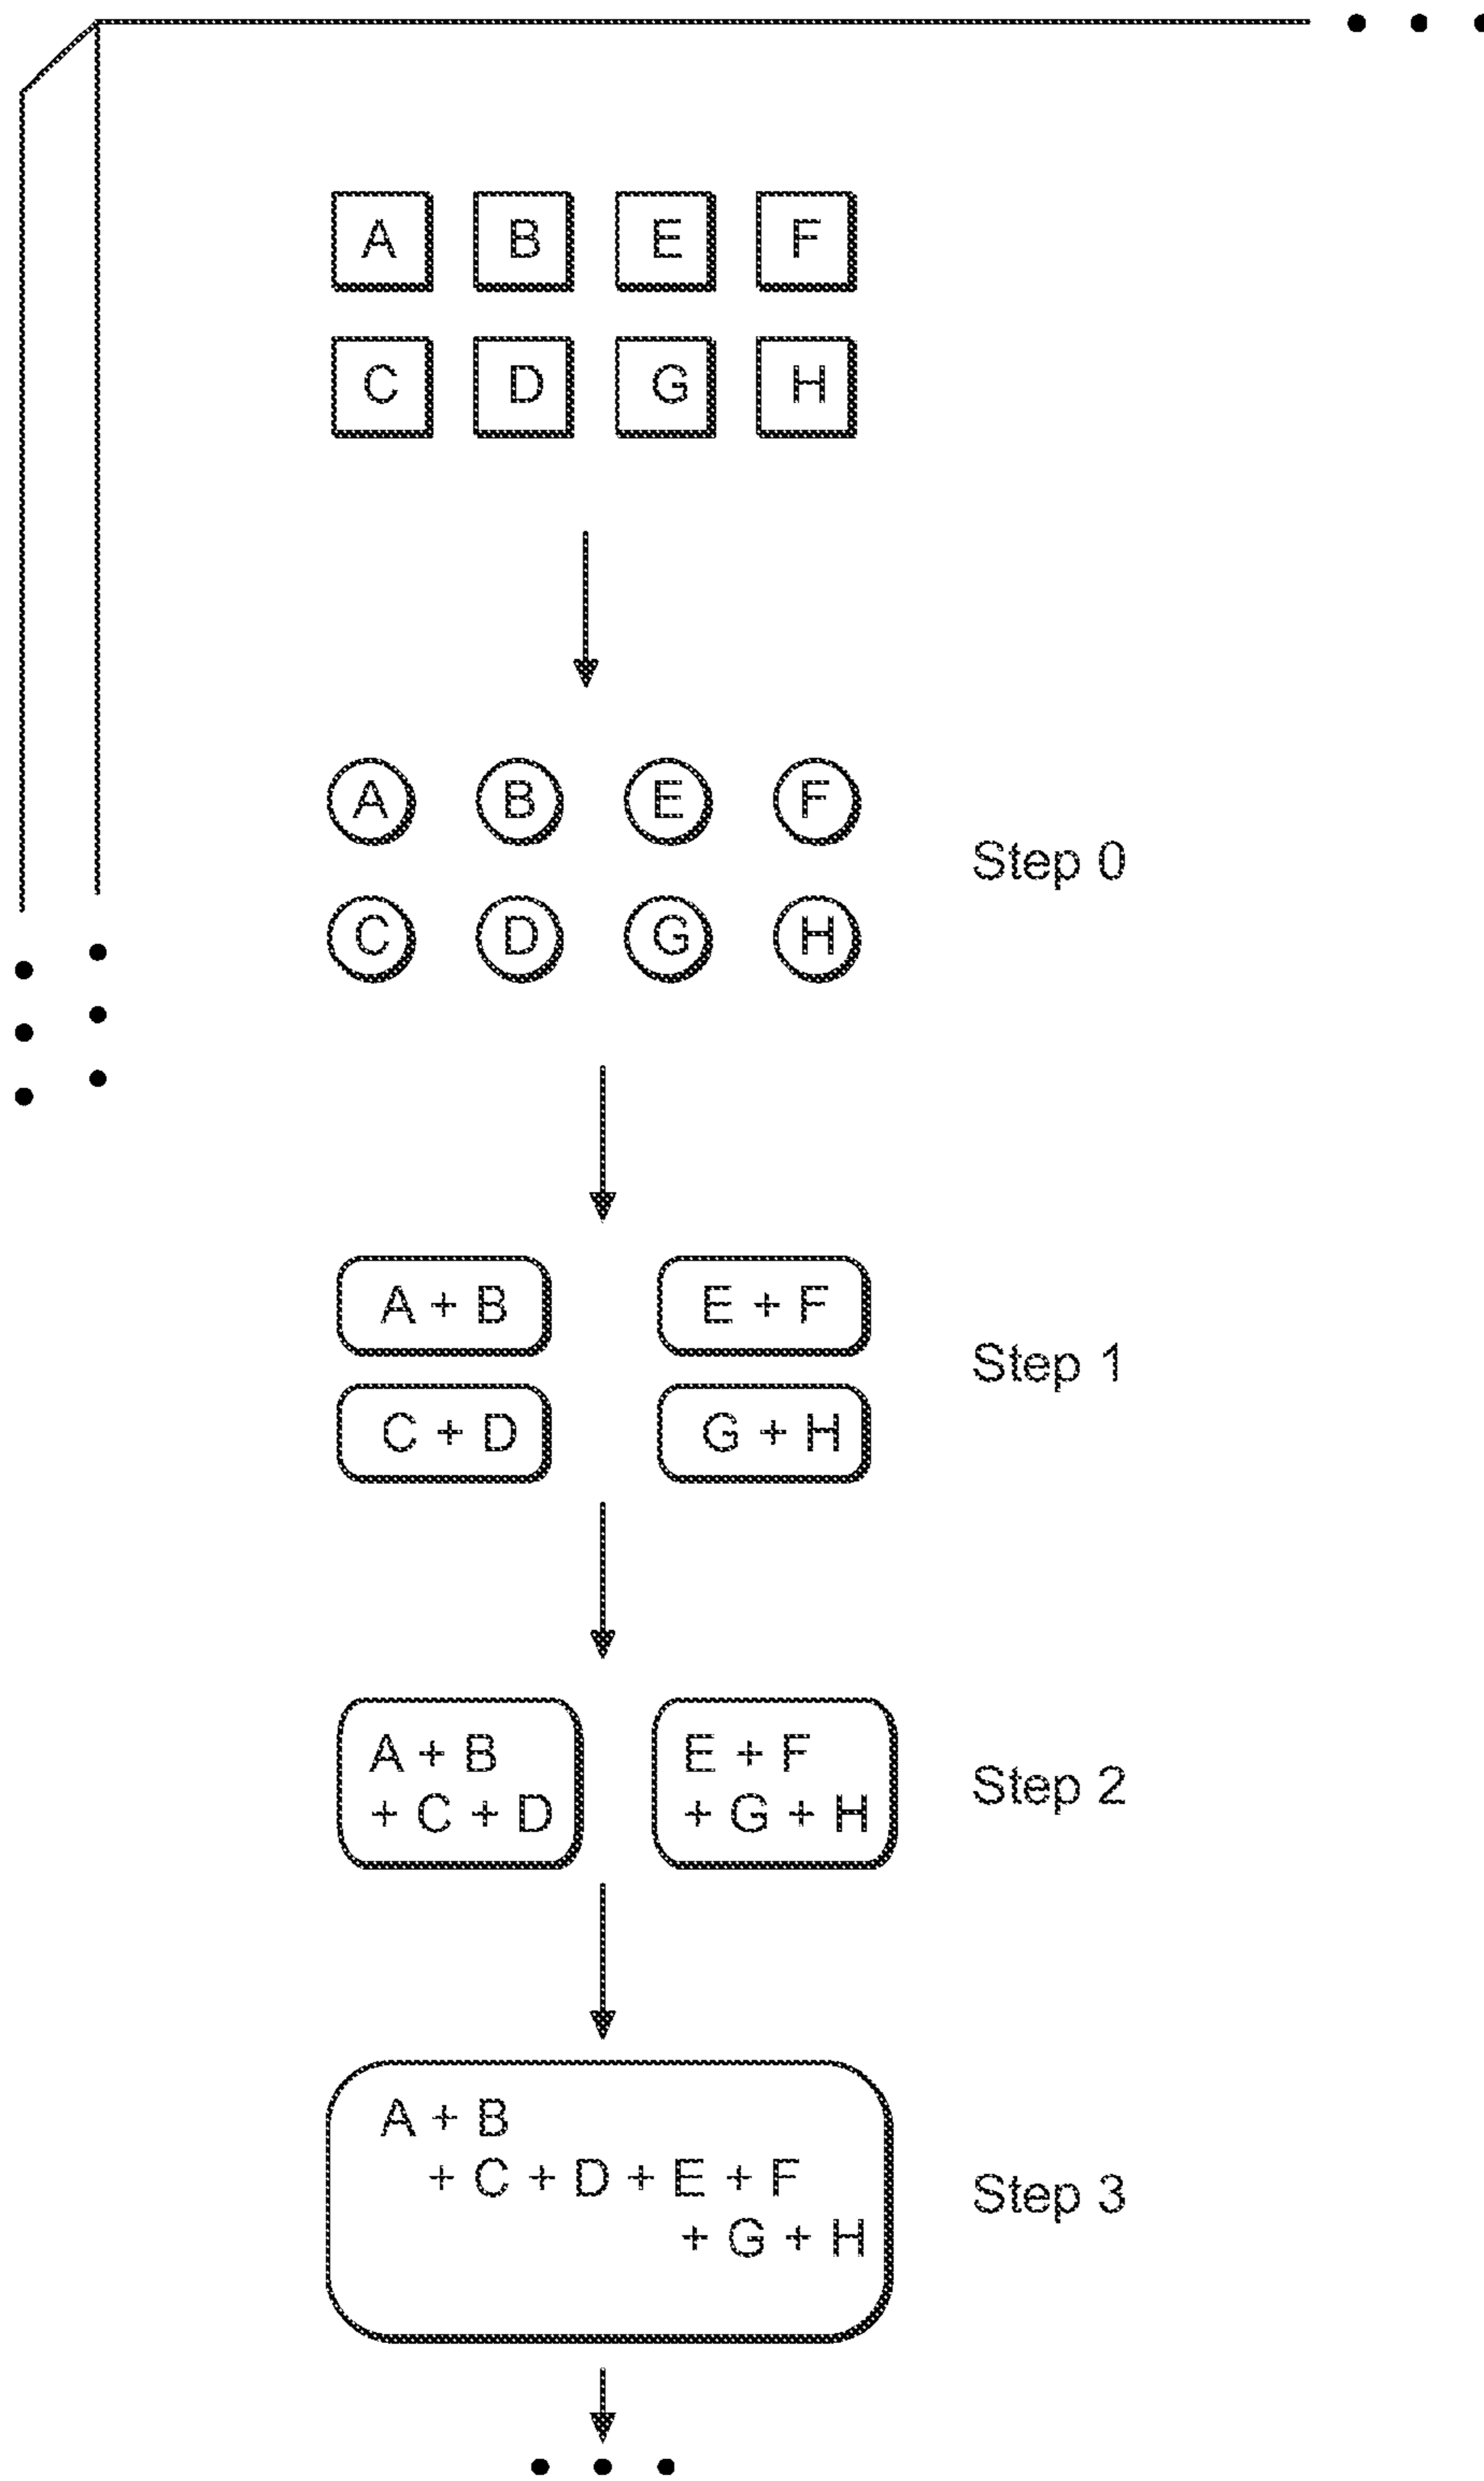 A B E F
C D G H
A B E F
C D G H
Step 0
A + B E + F
C + D G + H
Step 1
A + B
+ C + D
E + F
+ G + H
Step 2
A + B
+ C + D + E + F
+ G + H
Step 3